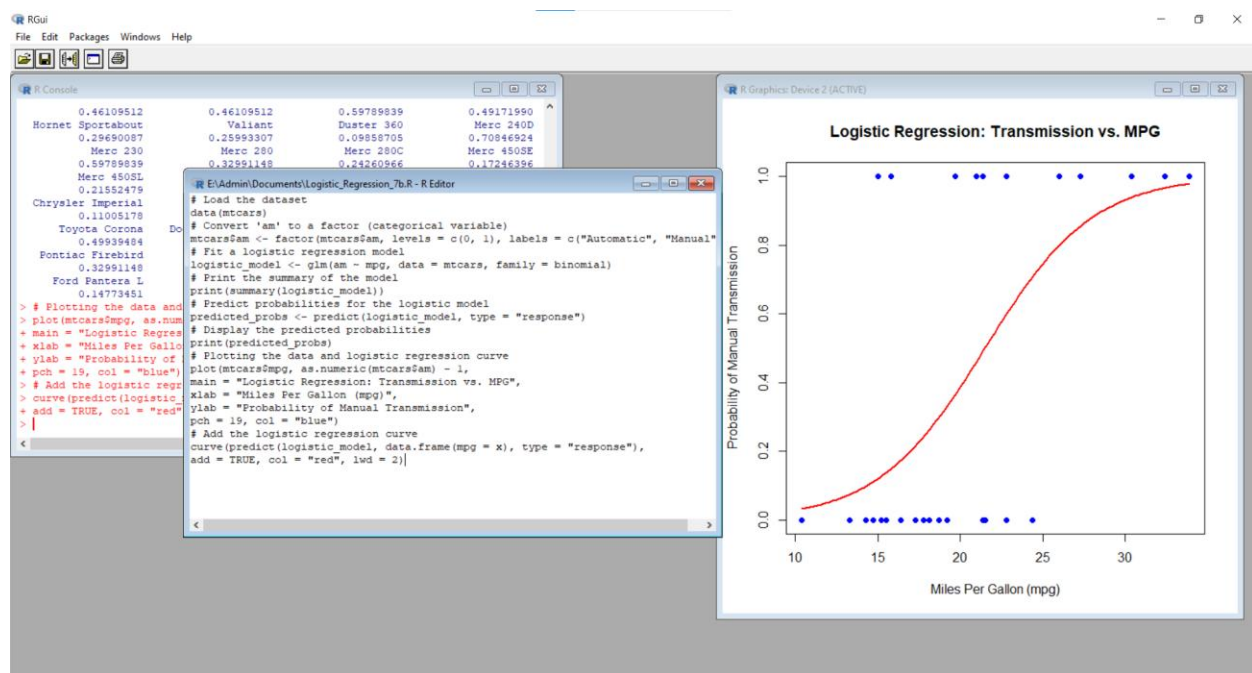 RGui
File Edit Packages Windows Help
R Console
0.46109512 0.46109512 0.59789839 0.49171990
Hornet Sportabout Valiant Duster 360 Merc 240D
0.29690087 0.25993307 0.09858705 0.70846924
Merc 230 Merc 280 Merc 280C Merc 450SE
0.59789839 0.32991148 0.24260966 0.17246396
Merc 450SL
0.21552479
Chrysler Imperial
0.11005178
Toyota Corona Do
0.49939484
Pontiac Firebird
0.32991148
Ford Pantera L
0.14773451
> # Plotting the data and
> plot(mtcars$mpg, as.num
+ main = "Logistic Regres
+ xlab = "Miles Per Gallo
+ ylab = "Probability of
+ pch = 19, col = "blue")
> # Add the logistic regr
> curve(predict(logistic_
+ add = TRUE, col = "red"
>
E:\Admin\Documents\Logistic_Regression_7b.R - R Editor
# Load the dataset
data(mtcars)
# Convert 'am' to a factor (categorical variable)
mtcars$am <- factor(mtcars$am, levels = c(0, 1), labels = c("Automatic", "Manual"
# Fit a logistic regression model
logistic_model <- glm(am ~ mpg, data = mtcars, family = binomial)
# Print the summary of the model
print(summary(logistic_model))
# Predict probabilities for the logistic model
predicted_probs <- predict(logistic_model, type = "response")
# Display the predicted probabilities
print(predicted_probs)
# Plotting the data and logistic regression curve
plot(mtcars$mpg, as.numeric(mtcars$am) - 1,
main = "Logistic Regression: Transmission vs. MPG",
xlab = "Miles Per Gallon (mpg)",
ylab = "Probability of Manual Transmission",
pch = 19, col = "blue")
# Add the logistic regression curve
curve(predict(logistic_model, data.frame(mpg = x), type = "response"),
add = TRUE, col = "red", lwd = 2)
R Graphics: Device 2 (ACTIVE)
Logistic Regression: Transmission vs. MPG
Probability of Manual Transmission
1.0
0.8
0.6
0.4
0.2
0.0
10 15 20 25 30
Miles Per Gallon (mpg)